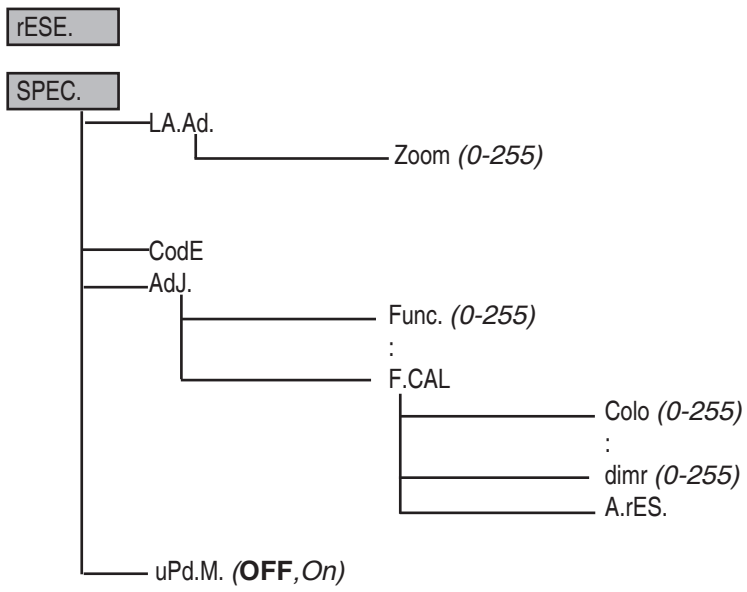 rESE.
SPEC.
LA.Ad.
Zoom (0-255)
CodE
AdJ.
Func. (0-255)
:
F.CAL
Colo (0-255)
:
dimr (0-255)
A.rES.
uPd.M. (OFF,On)